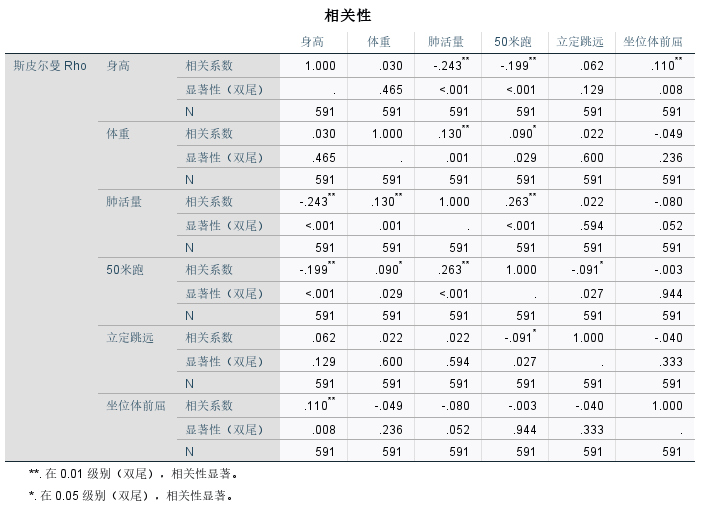 相关性
身高 体重 肺活量 50米跑 立定跳远 坐位体前屈
斯皮尔曼 Rho 身高 相关系数 1.000 .030 -.243** -.199** .062 .110**
显著性（双尾） . .465 <.001 <.001 .129 .008
N 591 591 591 591 591 591
体重 相关系数 .030 1.000 .130** .090* .022 -.049
显著性（双尾） .465 . .001 .029 .600 .236
N 591 591 591 591 591 591
肺活量 相关系数 -.243** .130** 1.000 .263** .022 -.080
显著性（双尾） <.001 .001 . <.001 .594 .052
N 591 591 591 591 591 591
50米跑 相关系数 -.199** .090* .263** 1.000 -.091* -.003
显著性（双尾） <.001 .029 <.001 . .027 .944
N 591 591 591 591 591 591
立定跳远 相关系数 .062 .022 .022 -.091* 1.000 -.040
显著性（双尾） .129 .600 .594 .027 . .333
N 591 591 591 591 591 591
坐位体前屈 相关系数 .110** -.049 -.080 -.003 -.040 1.000
显著性（双尾） .008 .236 .052 .944 .333 .
N 591 591 591 591 591 591
**. 在 0.01 级别（双尾），相关性显著。
*. 在 0.05 级别（双尾），相关性显著。